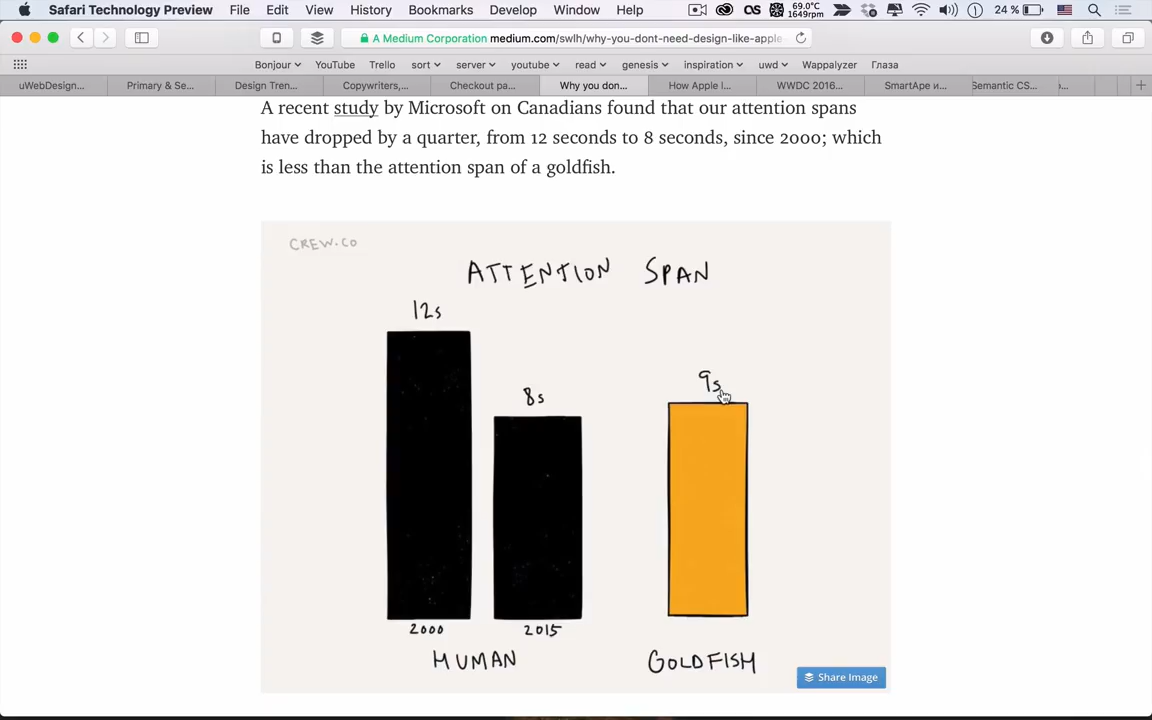 Safari Technology Preview File Edit View History Bookmarks Develop Window Help 69.0°C 1649rpm 24 %
A Medium Corporation medium.com/swlh/why-you-dont-need-design-like-apple-
Bonjour YouTube Trello sort server youtube read genesis inspiration uwd Wappalyzer Глаза
uWebDesign... Primary & Se... Design Tren... Copywriters,... Checkout pa... Why you don... How Apple I... WWDC 2016... SmartApe и... Semantic CS...
A recent study by Microsoft on Canadians found that our attention spans
have dropped by a quarter, from 12 seconds to 8 seconds, since 2000; which
is less than the attention span of a goldfish.
CREW.CO
ATTENTION SPAN
12s
9s
8s
2000 2015
HUMAN GOLDFISH
Share Image